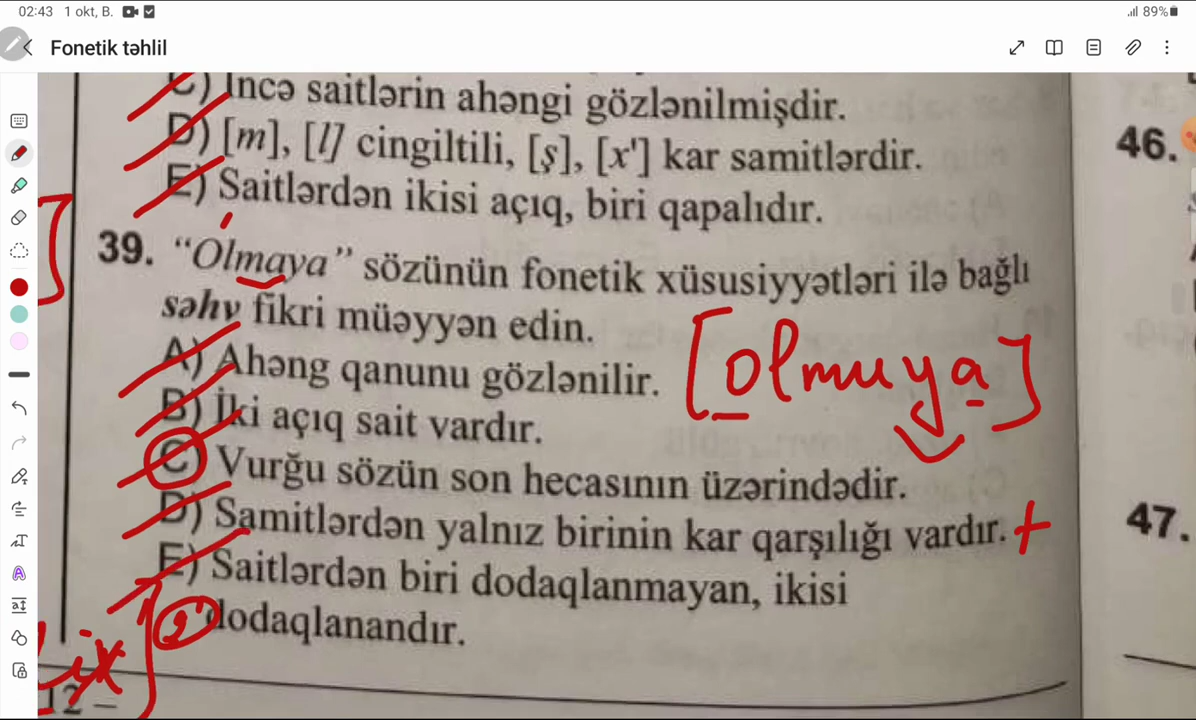 02:43 1 okt, B. 89%
Fonetik təhlil
C) İncə saitlərin ahəngi gözlənilmişdir.
D) [m], [l] cingiltili, [ş], [x'] kar samitlərdir.
E) Saitlərdən ikisi açıq, biri qapalıdır.
39. “Olmaya” sözünün fonetik xüsusiyyətləri ilə bağlı
səhv fikri müəyyən edin.
A) Ahəng qanunu gözlənilir.
[olmuya]
B) İki açıq sait vardır.
C) Vurğu sözün son hecasının üzərindədir.
D) Samitlərdən yalnız birinin kar qarşılığı vardır. +
E) Saitlərdən biri dodaqlanmayan, ikisi
dodaqlanandır.
12 –
46.
47.